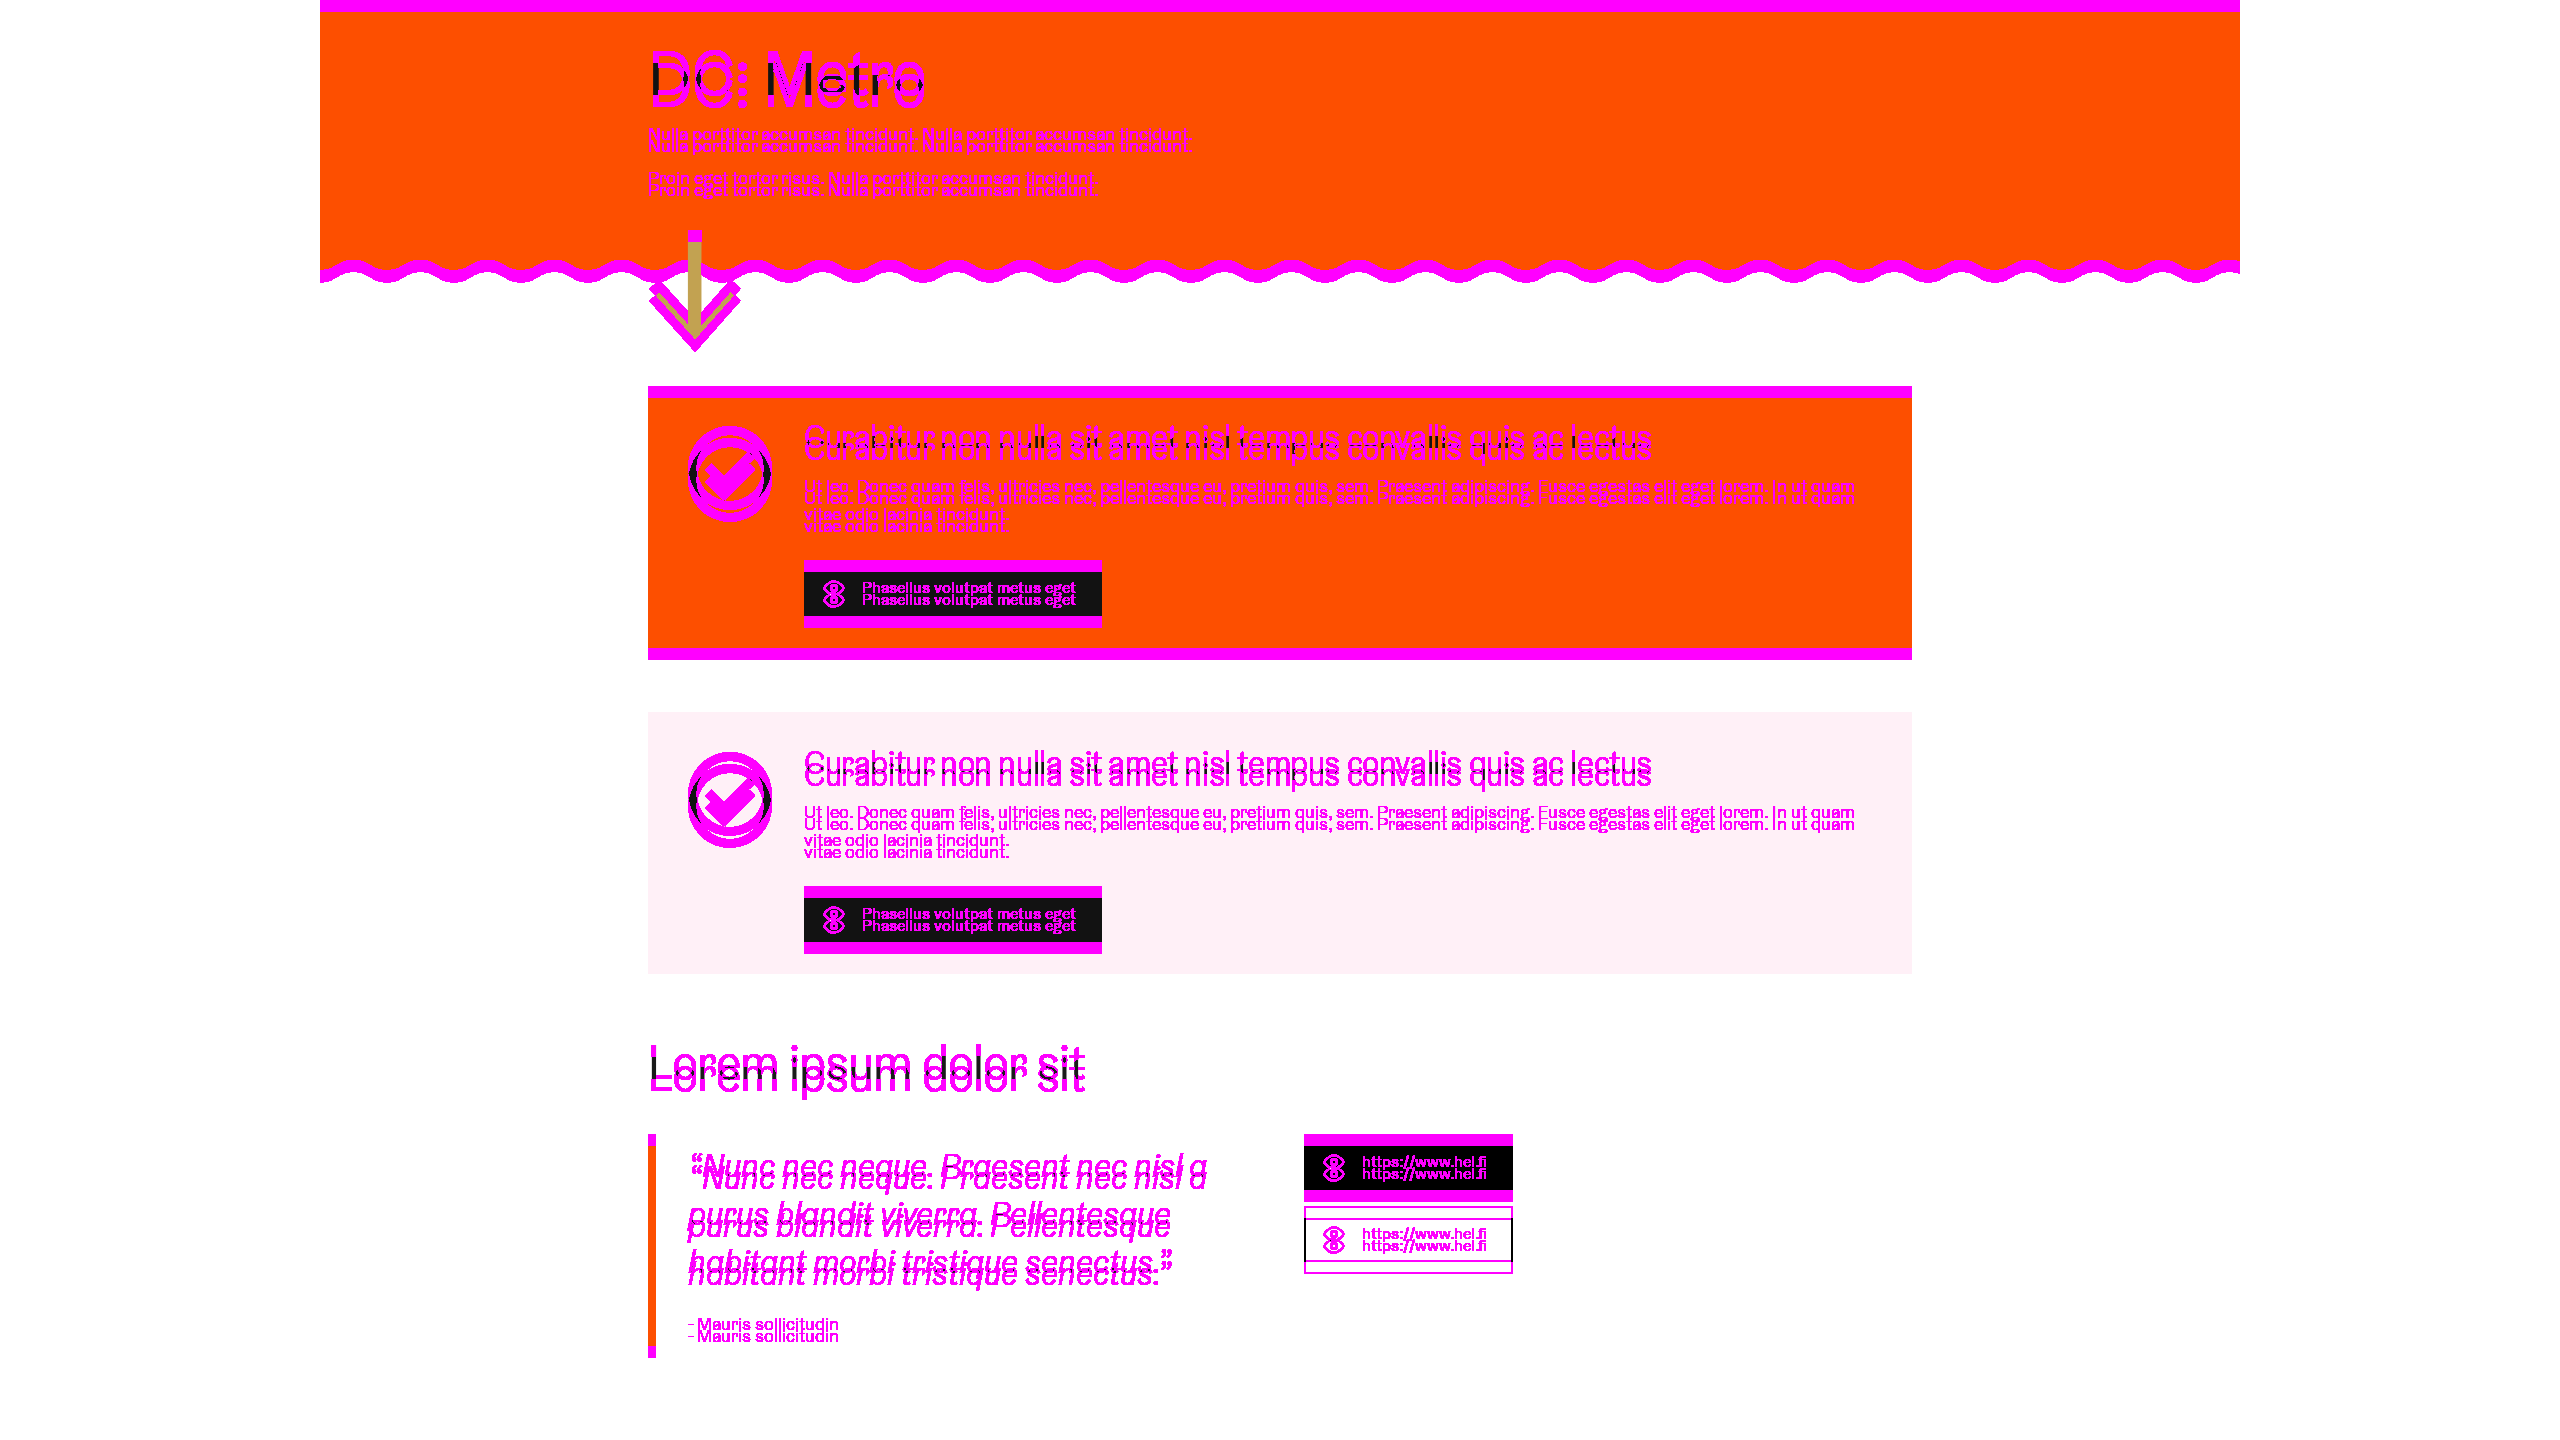 DC: Metro
Nulla porttitor accumsan tincidunt. Nulla porttitor accumsan tincidunt.
Proin eget tortor risus. Nulla porttitor accumsan tincidunt.
Curabitur non nulla sit amet nisl tempus convallis quis ac lectus
Ut leo. Donec quam felis, ultricies nec, pellentesque eu, pretium quis, sem. Praesent adipiscing. Fusce egestas elit eget lorem. In ut quam
vitae odio lacinia tincidunt.
Phasellus volutpat metus eget
Curabitur non nulla sit amet nisl tempus convallis quis ac lectus
Ut leo. Donec quam felis, ultricies nec, pellentesque eu, pretium quis, sem. Praesent adipiscing. Fusce egestas elit eget lorem. In ut quam
vitae odio lacinia tincidunt.
Phasellus volutpat metus eget
Lorem ipsum dolor sit
“Nunc nec neque. Praesent nec nisl a
purus blandit viverra. Pellentesque
habitant morbi tristique senectus.”
- Mauris sollicitudin
https://www.hel.fi
https://www.hel.fi